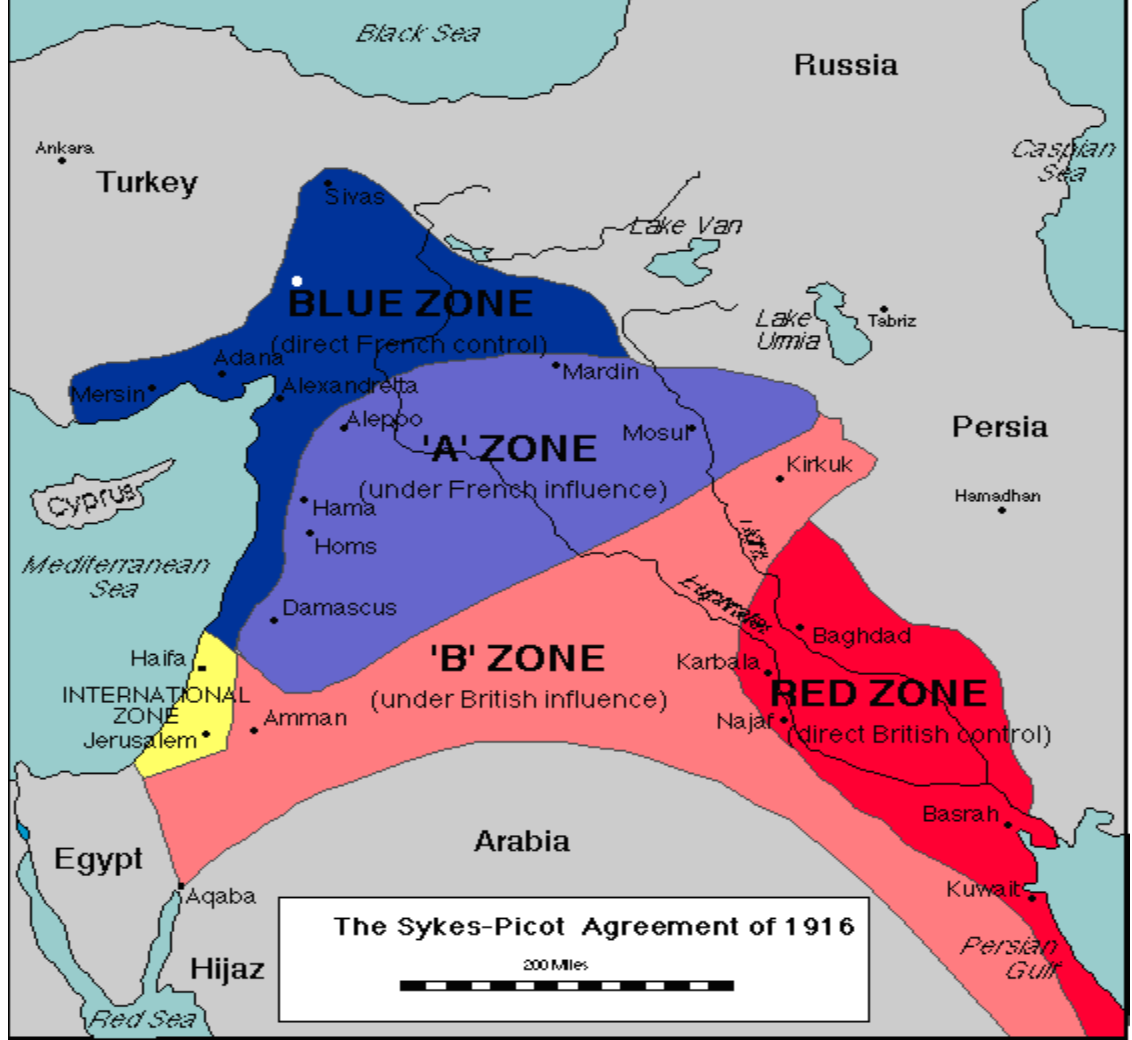 Black Sea
Russia
Ankara
Caspian
Sea
Turkey
Sivas
Lake Van
BLUE ZONE
(direct French control)
Lake
Urmia
Tabriz
Adana
Mersin
Alexandretta
Mardin
Aleppo
Mosul
'A' ZONE
(under French influence)
Persia
Kirkuk
Cyprus
Hama
Hamadhan
Homs
Tigris
Mediterranean
Sea
Euphrates
Damascus
Baghdad
Haifa
'B' ZONE
(under British influence)
Karbala
INTERNATIONAL
ZONE
RED ZONE
(direct British control)
Amman
Najaf
Jerusalem
Basrah
Arabia
Egypt
Aqaba
Kuwait
The Sykes-Picot Agreement of 1916
200 Miles
Persian
Gulf
Hijaz
Red Sea